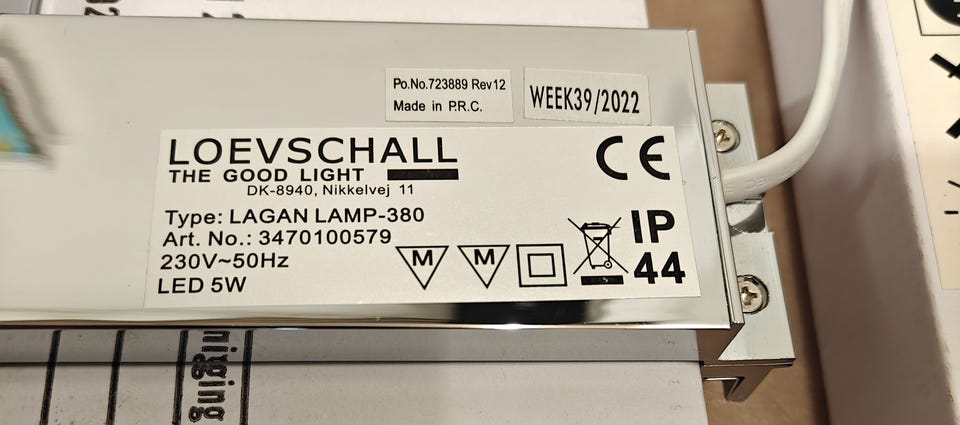 Po.No.723889 Rev12
Made in P.R.C.
WEEK39/2022
LOEVSCHALL
THE GOOD LIGHT
DK-8940, Nikkelvej 11
Type: LAGAN LAMP-380
Art. No.: 3470100579
230V~50Hz
LED 5W
M
M
CE
IP
44
nigging